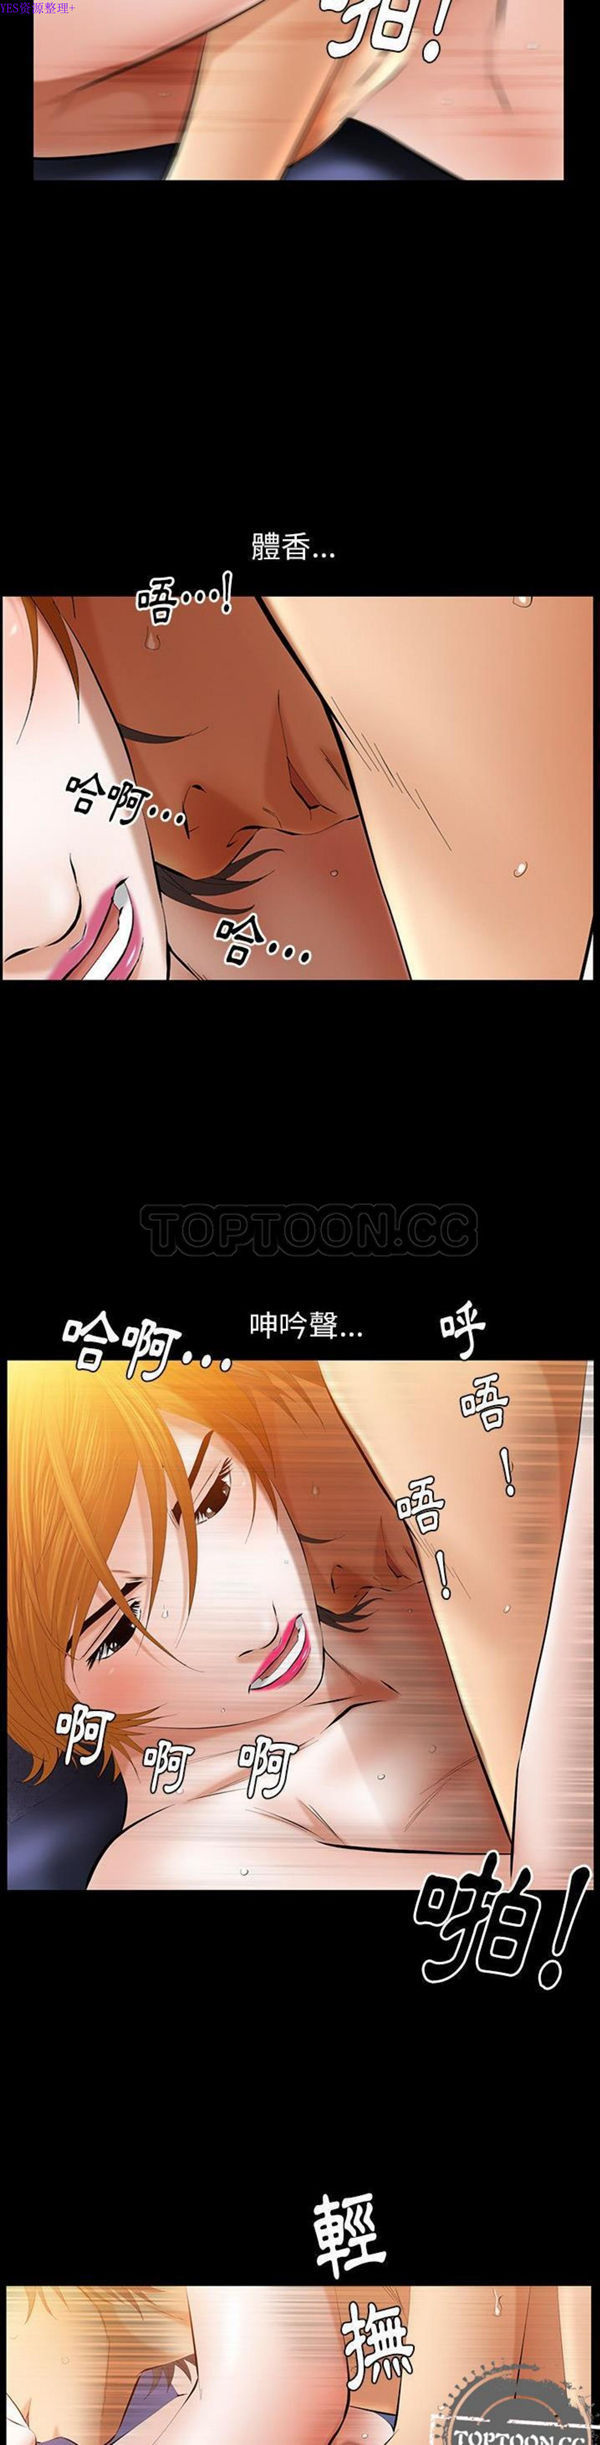 YES资源整理+
啪!
體香...
唔...!
哈啊...
哈...
TOPTOON.CC
呻吟聲...
哈啊...
呼
唔!
唔!
啊 啊 啊
啪!
輕
撫
TOPTOON.CC